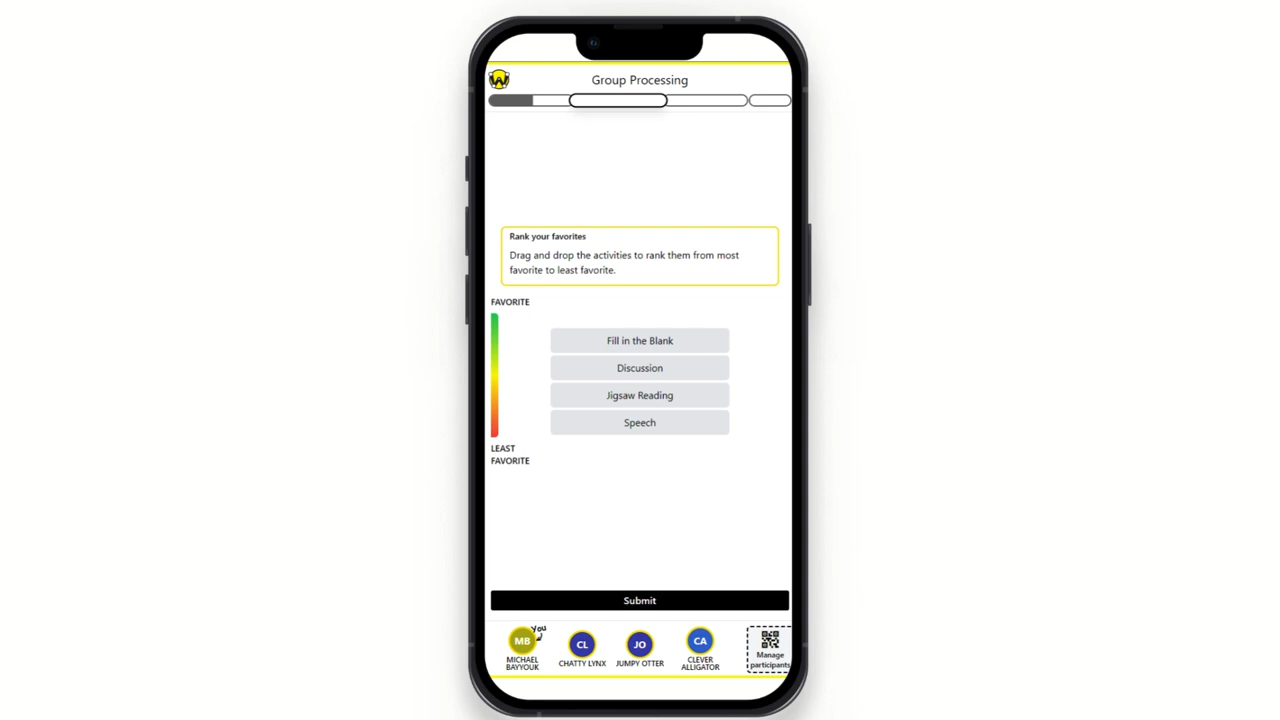 W
Group Processing
Rank your favorites
Drag and drop the activities to rank them from most
favorite to least favorite.
FAVORITE
Fill in the Blank
Discussion
Jigsaw Reading
Speech
LEAST
FAVORITE
Submit
MB
You
MICHAEL
BAYYOUK
CL
CHATTY LYNX
JO
JUMPY OTTER
CA
CLEVER
ALLIGATOR
Manage
participants